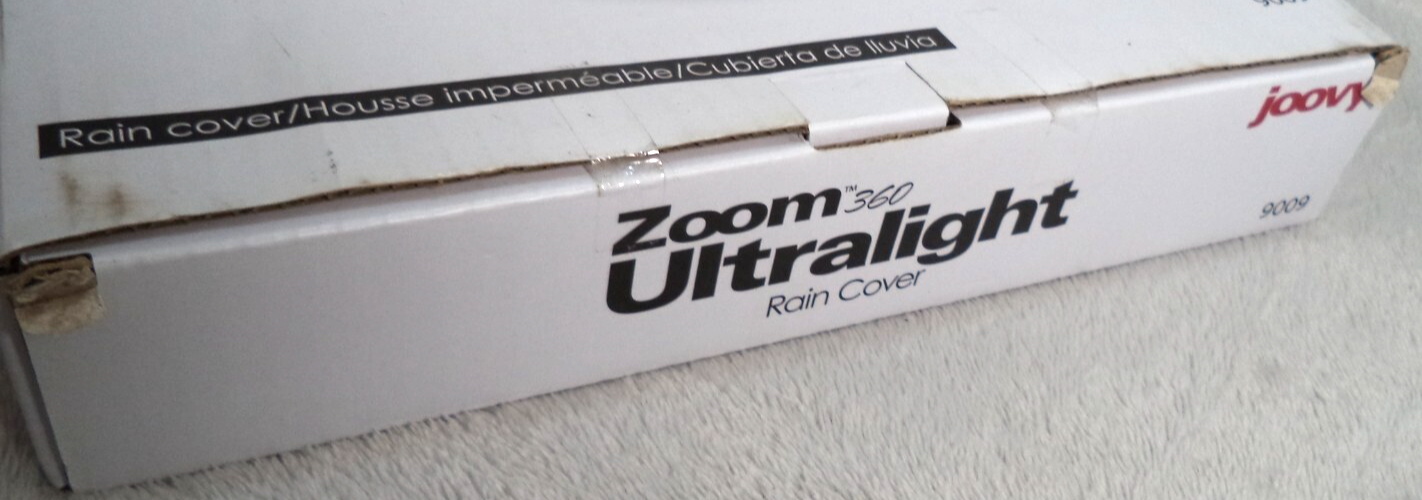 Rain cover/Housse imperméable/Cubierta de lluvia
joovy
Zoom™360
Ultralight
Rain Cover
9009